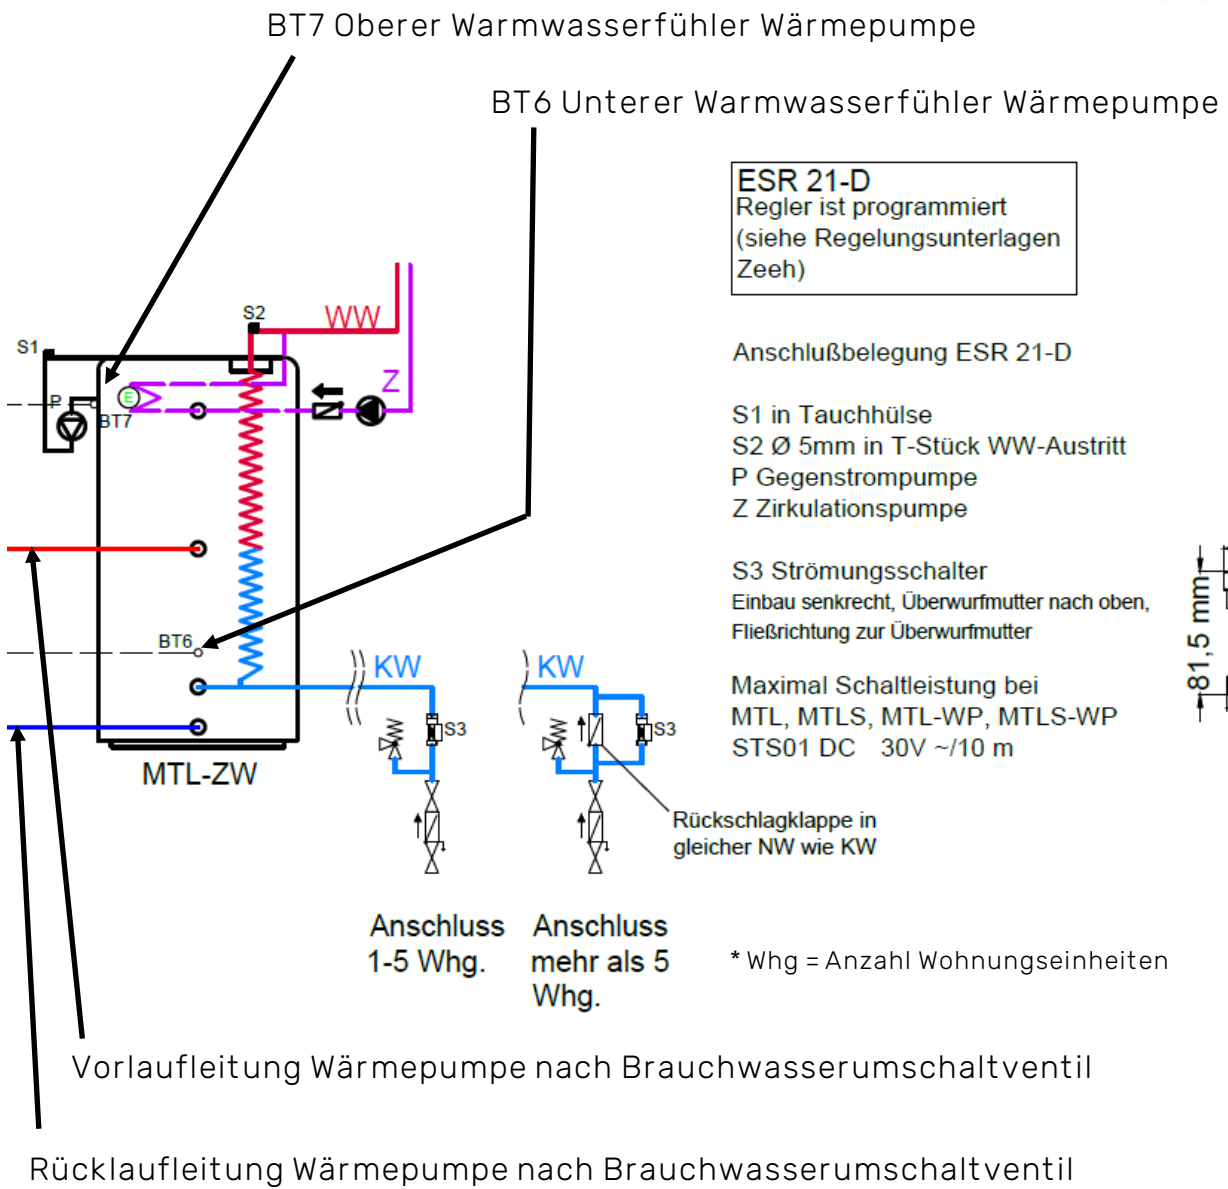 BT7 Oberer Warmwasserfühler Wärmepumpe
BT6 Unterer Warmwasserfühler Wärmepumpe
ESR 21-D
Regler ist programmiert
(siehe Regelungsunterlagen
Zeeh)
S2
WW
S1
Z
P
E
BT7
Anschlußbelegung ESR 21-D
S1 in Tauchhülse
S2 Ø 5mm in T-Stück WW-Austritt
P Gegenstrompumpe
Z Zirkulationspumpe
S3 Strömungsschalter
Einbau senkrecht, Überwurfmutter nach oben,
Fließrichtung zur Überwurfmutter
81,5 mm
BT6
KW
KW
S3
S3
Maximal Schaltleistung bei
MTL, MTLS, MTL-WP, MTLS-WP
STS01 DC 30V ~/10 m
MTL-ZW
Rückschlagklappe in
gleicher NW wie KW
Anschluss
1-5 Whg.
Anschluss
mehr als 5
Whg.
* Whg = Anzahl Wohnungseinheiten
Vorlaufleitung Wärmepumpe nach Brauchwasserumschaltventil
Rücklaufleitung Wärmepumpe nach Brauchwasserumschaltventil